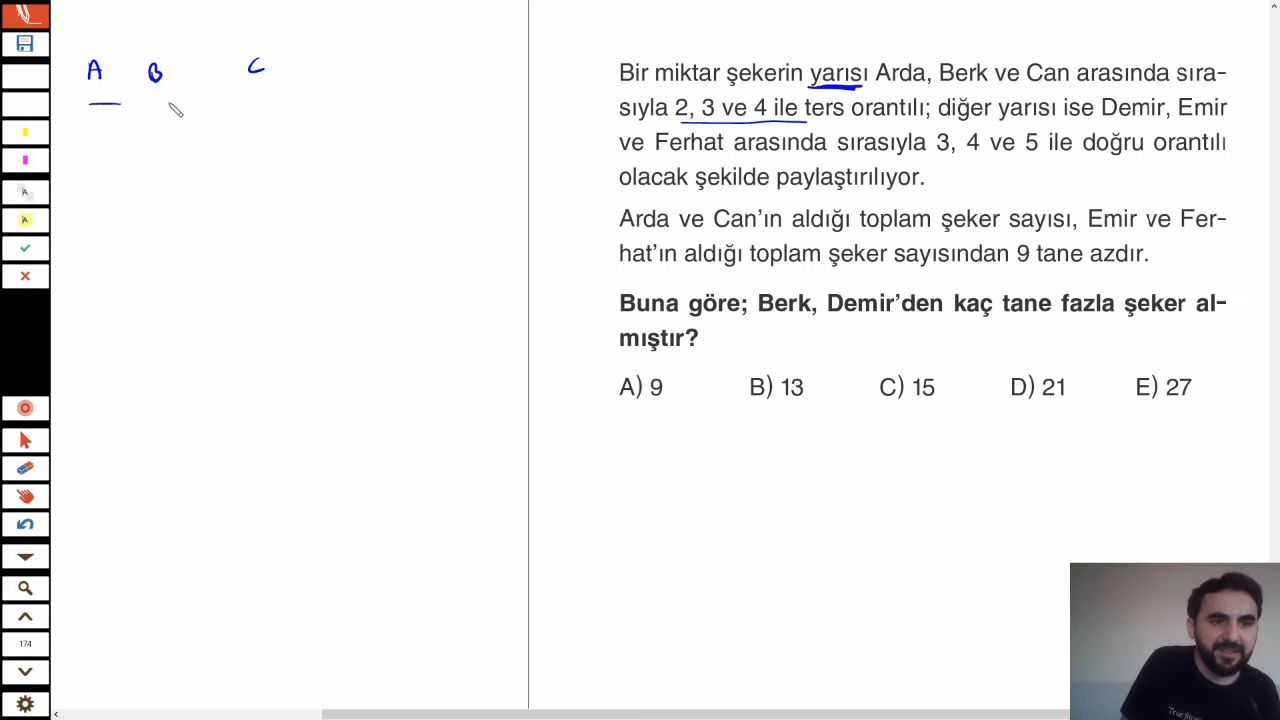 A B C
Bir miktar şekerin yarısı Arda, Berk ve Can arasında sıra-
sıyla 2, 3 ve 4 ile ters orantılı; diğer yarısı ise Demir, Emir
ve Ferhat arasında sırasıyla 3, 4 ve 5 ile doğru orantılı
olacak şekilde paylaştırılıyor.
Arda ve Can’ın aldığı toplam şeker sayısı, Emir ve Fer-
hat’ın aldığı toplam şeker sayısından 9 tane azdır.
Buna göre; Berk, Demir’den kaç tane fazla şeker al-
mıştır?
A) 9 B) 13 C) 15 D) 21 E) 27
A
A
174